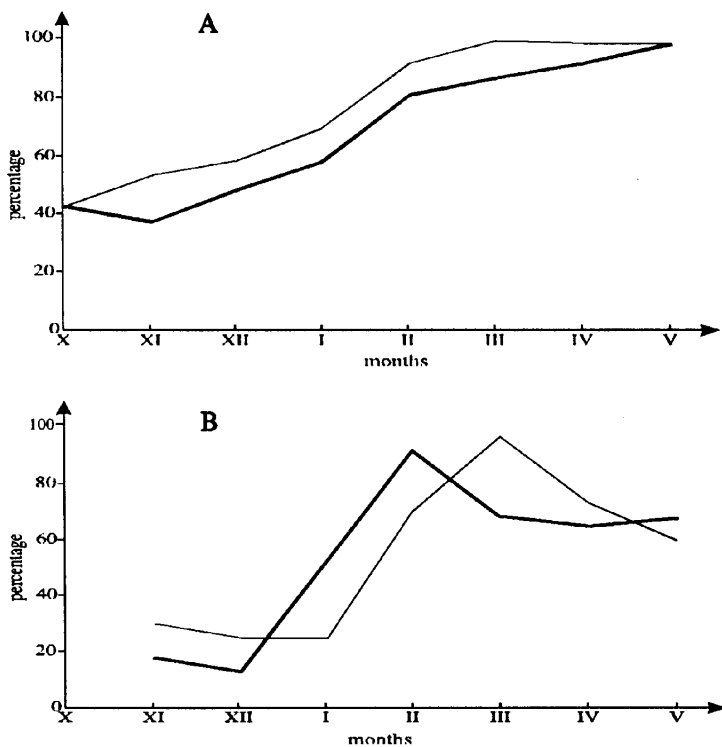 A
100
80
60
40
20
0
percentage
X XI XII I II III IV V
months
B
100
80
60
40
20
0
percentage
X XI XII I II III IV V
months